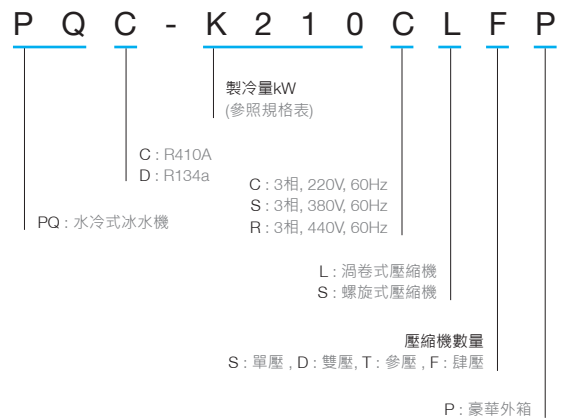 PQC-K210CLFP
製冷量kW
(參照規格表)
C : R410A
D : R134a
C : 3相, 220V, 60Hz
S : 3相, 380V, 60Hz
R : 3相, 440V, 60Hz
PQ : 水冷式冰水機
L : 渦卷式壓縮機
S : 螺旋式壓縮機
壓縮機數量
S : 單壓 , D : 雙壓, T : 參壓 , F : 肆壓
P : 豪華外箱